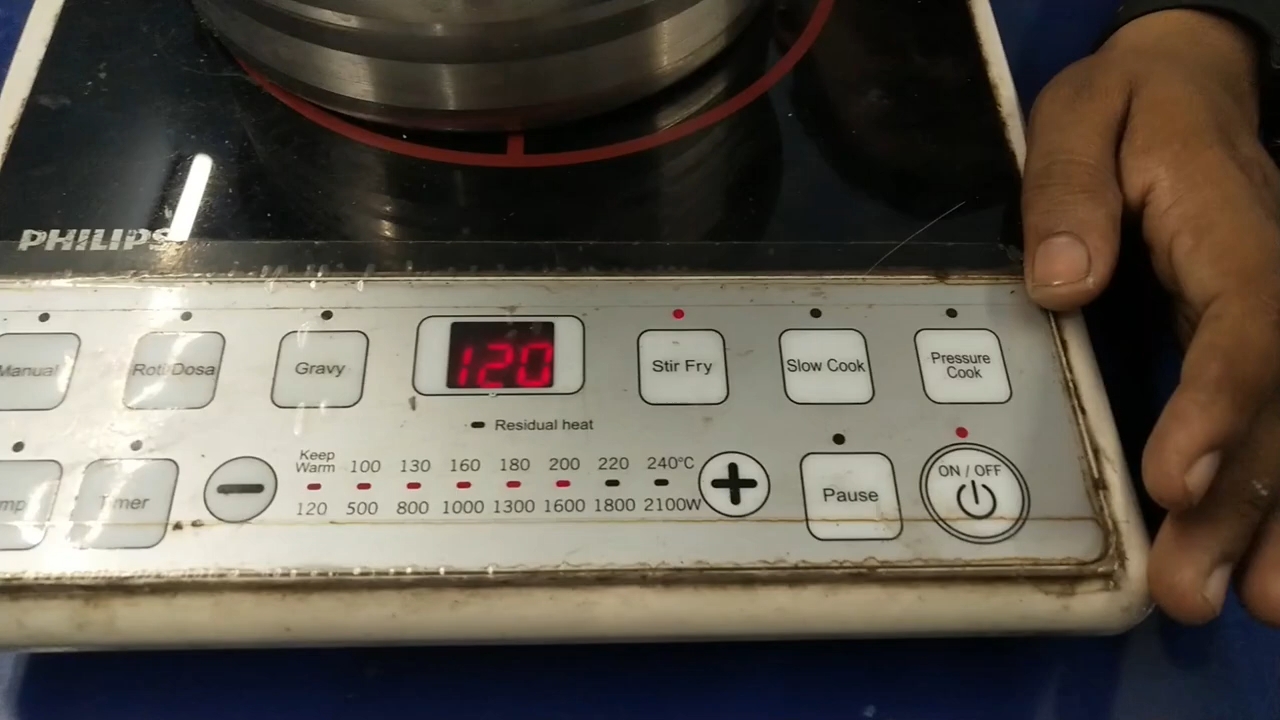 PHILIPS
Manual
Roti/Dosa
Gravy
120
Stir Fry
Slow Cook
Pressure
Cook
Residual heat
Timer
Keep
Warm 100 130 160 180 200 220 240°C
120 500 800 1000 1300 1600 1800 2100W
Pause
ON / OFF